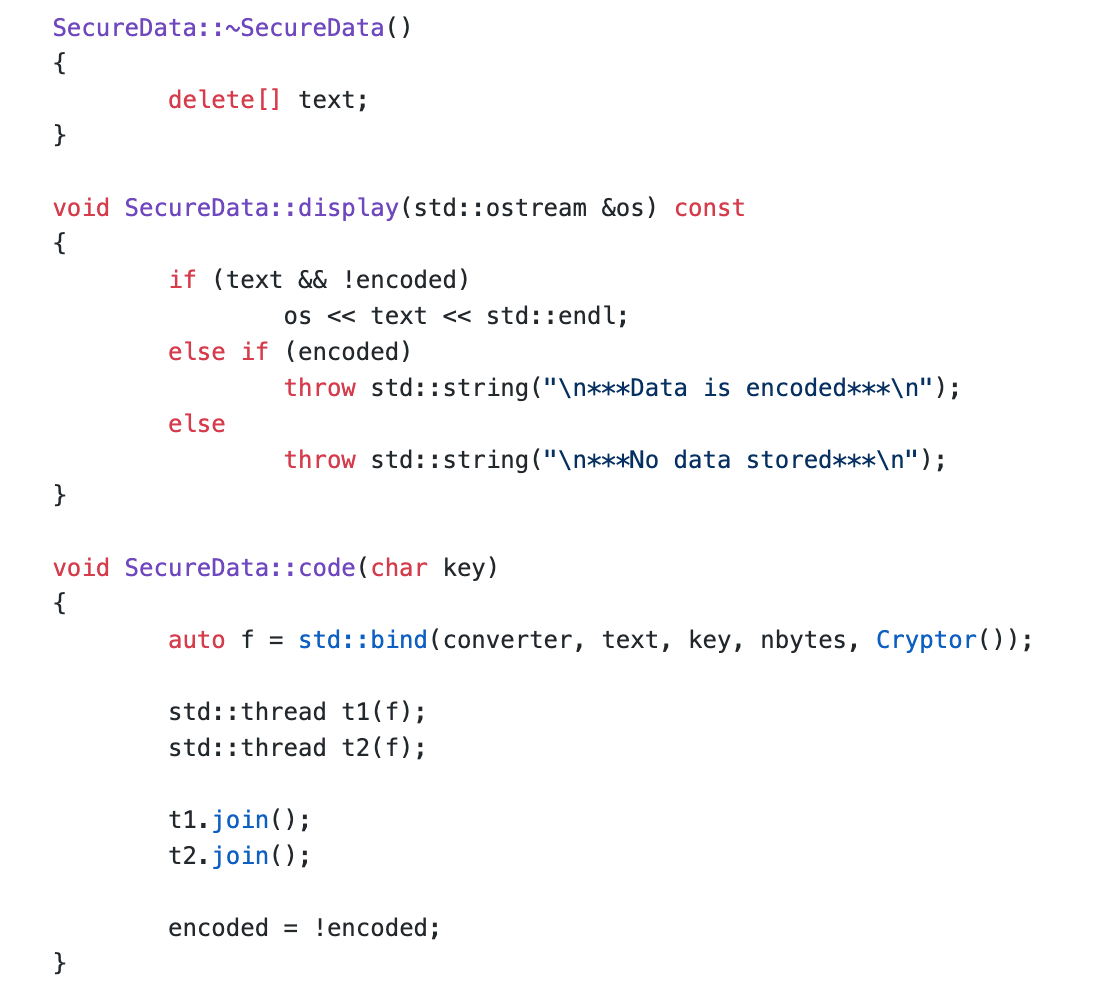 SecureData::~SecureData()
{
        delete[] text;
}

void SecureData::display(std::ostream &os) const
{
        if (text && !encoded)
                os << text << std::endl;
        else if (encoded)
                throw std::string("\n***Data is encoded***\n");
        else
                throw std::string("\n***No data stored***\n");
}

void SecureData::code(char key)
{
        auto f = std::bind(converter, text, key, nbytes, Cryptor());

        std::thread t1(f);
        std::thread t2(f);

        t1.join();
        t2.join();

        encoded = !encoded;
}